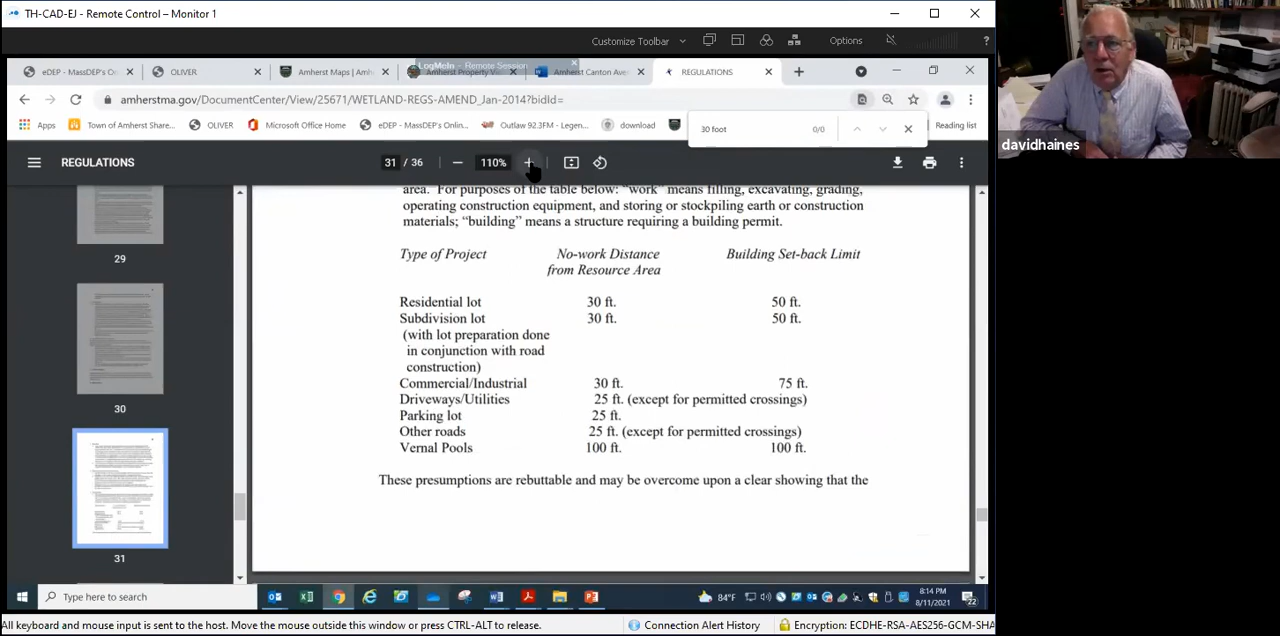 TH-CAD-EJ - Remote Control – Monitor 1
Customize Toolbar
Options
?
LogMeIn - Remote Session
eDEP - MassDEP's O
OLIVER
Amherst Maps | Amh
Amherst Property Vi
Amherst Canton Ave
REGULATIONS
amherstma.gov/DocumentCenter/View/25671/WETLAND-REGS-AMEND_Jan-2014?bidId=
Apps
Town of Amherst Share...
OLIVER
Microsoft Office Home
eDEP - MassDEP's Onlin...
Outlaw 92.3FM - Legen...
download
30 foot
0/0
Reading list
REGULATIONS
31 / 36
110%
29
30
31
area. For purposes of the table below: "work" means filling, excavating, grading,
operating construction equipment, and storing or stockpiling earth or construction
materials; "building" means a structure requiring a building permit.
Type of Project No-work Distance Building Set-back Limit
from Resource Area
Residential lot 30 ft. 50 ft.
Subdivision lot 30 ft. 50 ft.
(with lot preparation done
in conjunction with road
construction)
Commercial/Industrial 30 ft. 75 ft.
Driveways/Utilities 25 ft. (except for permitted crossings)
Parking lot 25 ft.
Other roads 25 ft. (except for permitted crossings)
Vernal Pools 100 ft. 100 ft.
These presumptions are rebuttable and may be overcome upon a clear showing that the
davidhaines
Type here to search
84°F
8:14 PM
8/11/2021
22
All keyboard and mouse input is sent to the host. Move the mouse outside this window or press CTRL-ALT to release.
Connection Alert History
Encryption: ECDHE-RSA-AES256-GCM-SHA